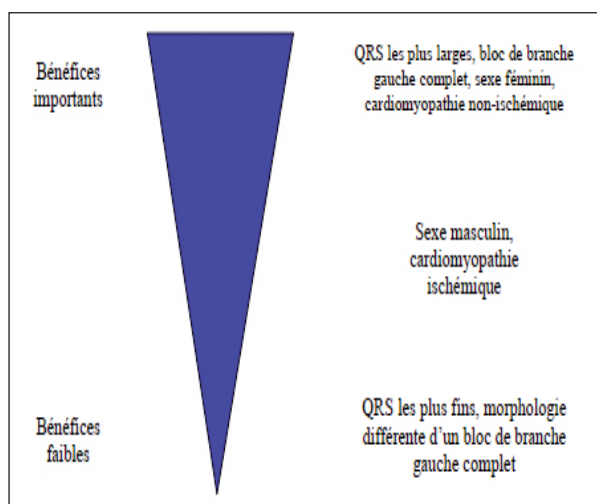 Bénéfices
importants
QRS les plus larges, bloc de branche
gauche complet, sexe féminin,
cardiomyopathie non-ischémique
Sexe masculin,
cardiomyopathie
ischémique
Bénéfices
faibles
QRS les plus fins, morphologie
différente d'un bloc de branche
gauche complet